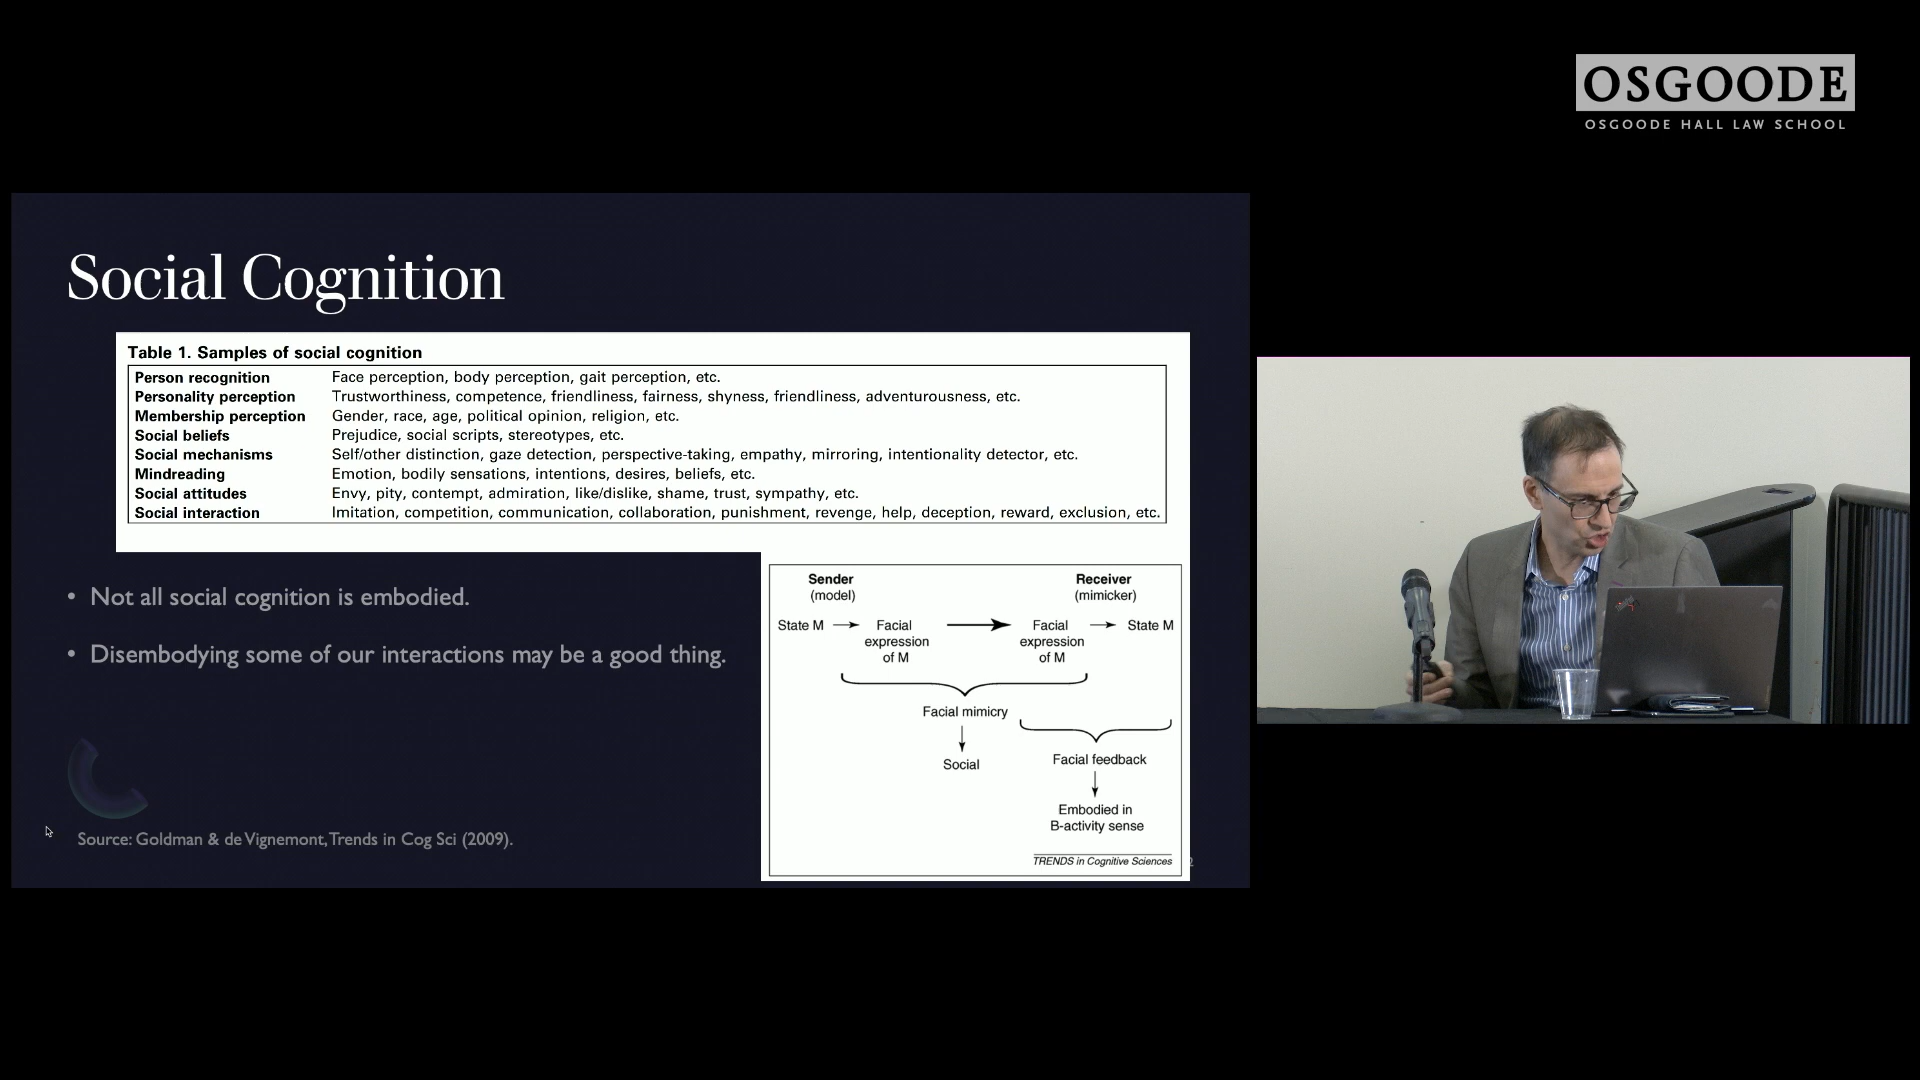 OSGOODE
OSGOODE HALL LAW SCHOOL
Social Cognition
Table 1. Samples of social cognition
Person recognition Face perception, body perception, gait perception, etc.
Personality perception Trustworthiness, competence, friendliness, fairness, shyness, friendliness, adventurousness, etc.
Membership perception Gender, race, age, political opinion, religion, etc.
Social beliefs Prejudice, social scripts, stereotypes, etc.
Social mechanisms Self/other distinction, gaze detection, perspective-taking, empathy, mirroring, intentionality detector, etc.
Mindreading Emotion, bodily sensations, intentions, desires, beliefs, etc.
Social attitudes Envy, pity, contempt, admiration, like/dislike, shame, trust, sympathy, etc.
Social interaction Imitation, competition, communication, collaboration, punishment, revenge, help, deception, reward, exclusion, etc.
• Not all social cognition is embodied.
• Disembodying some of our interactions may be a good thing.
Source: Goldman & de Vignemont, Trends in Cog Sci (2009).
Sender Receiver
(model) (mimicker)
State M Facial Facial State M
expression expression
of M of M
Facial mimicry
Social
Facial feedback
Embodied in
B-activity sense
TRENDS in Cognitive Sciences